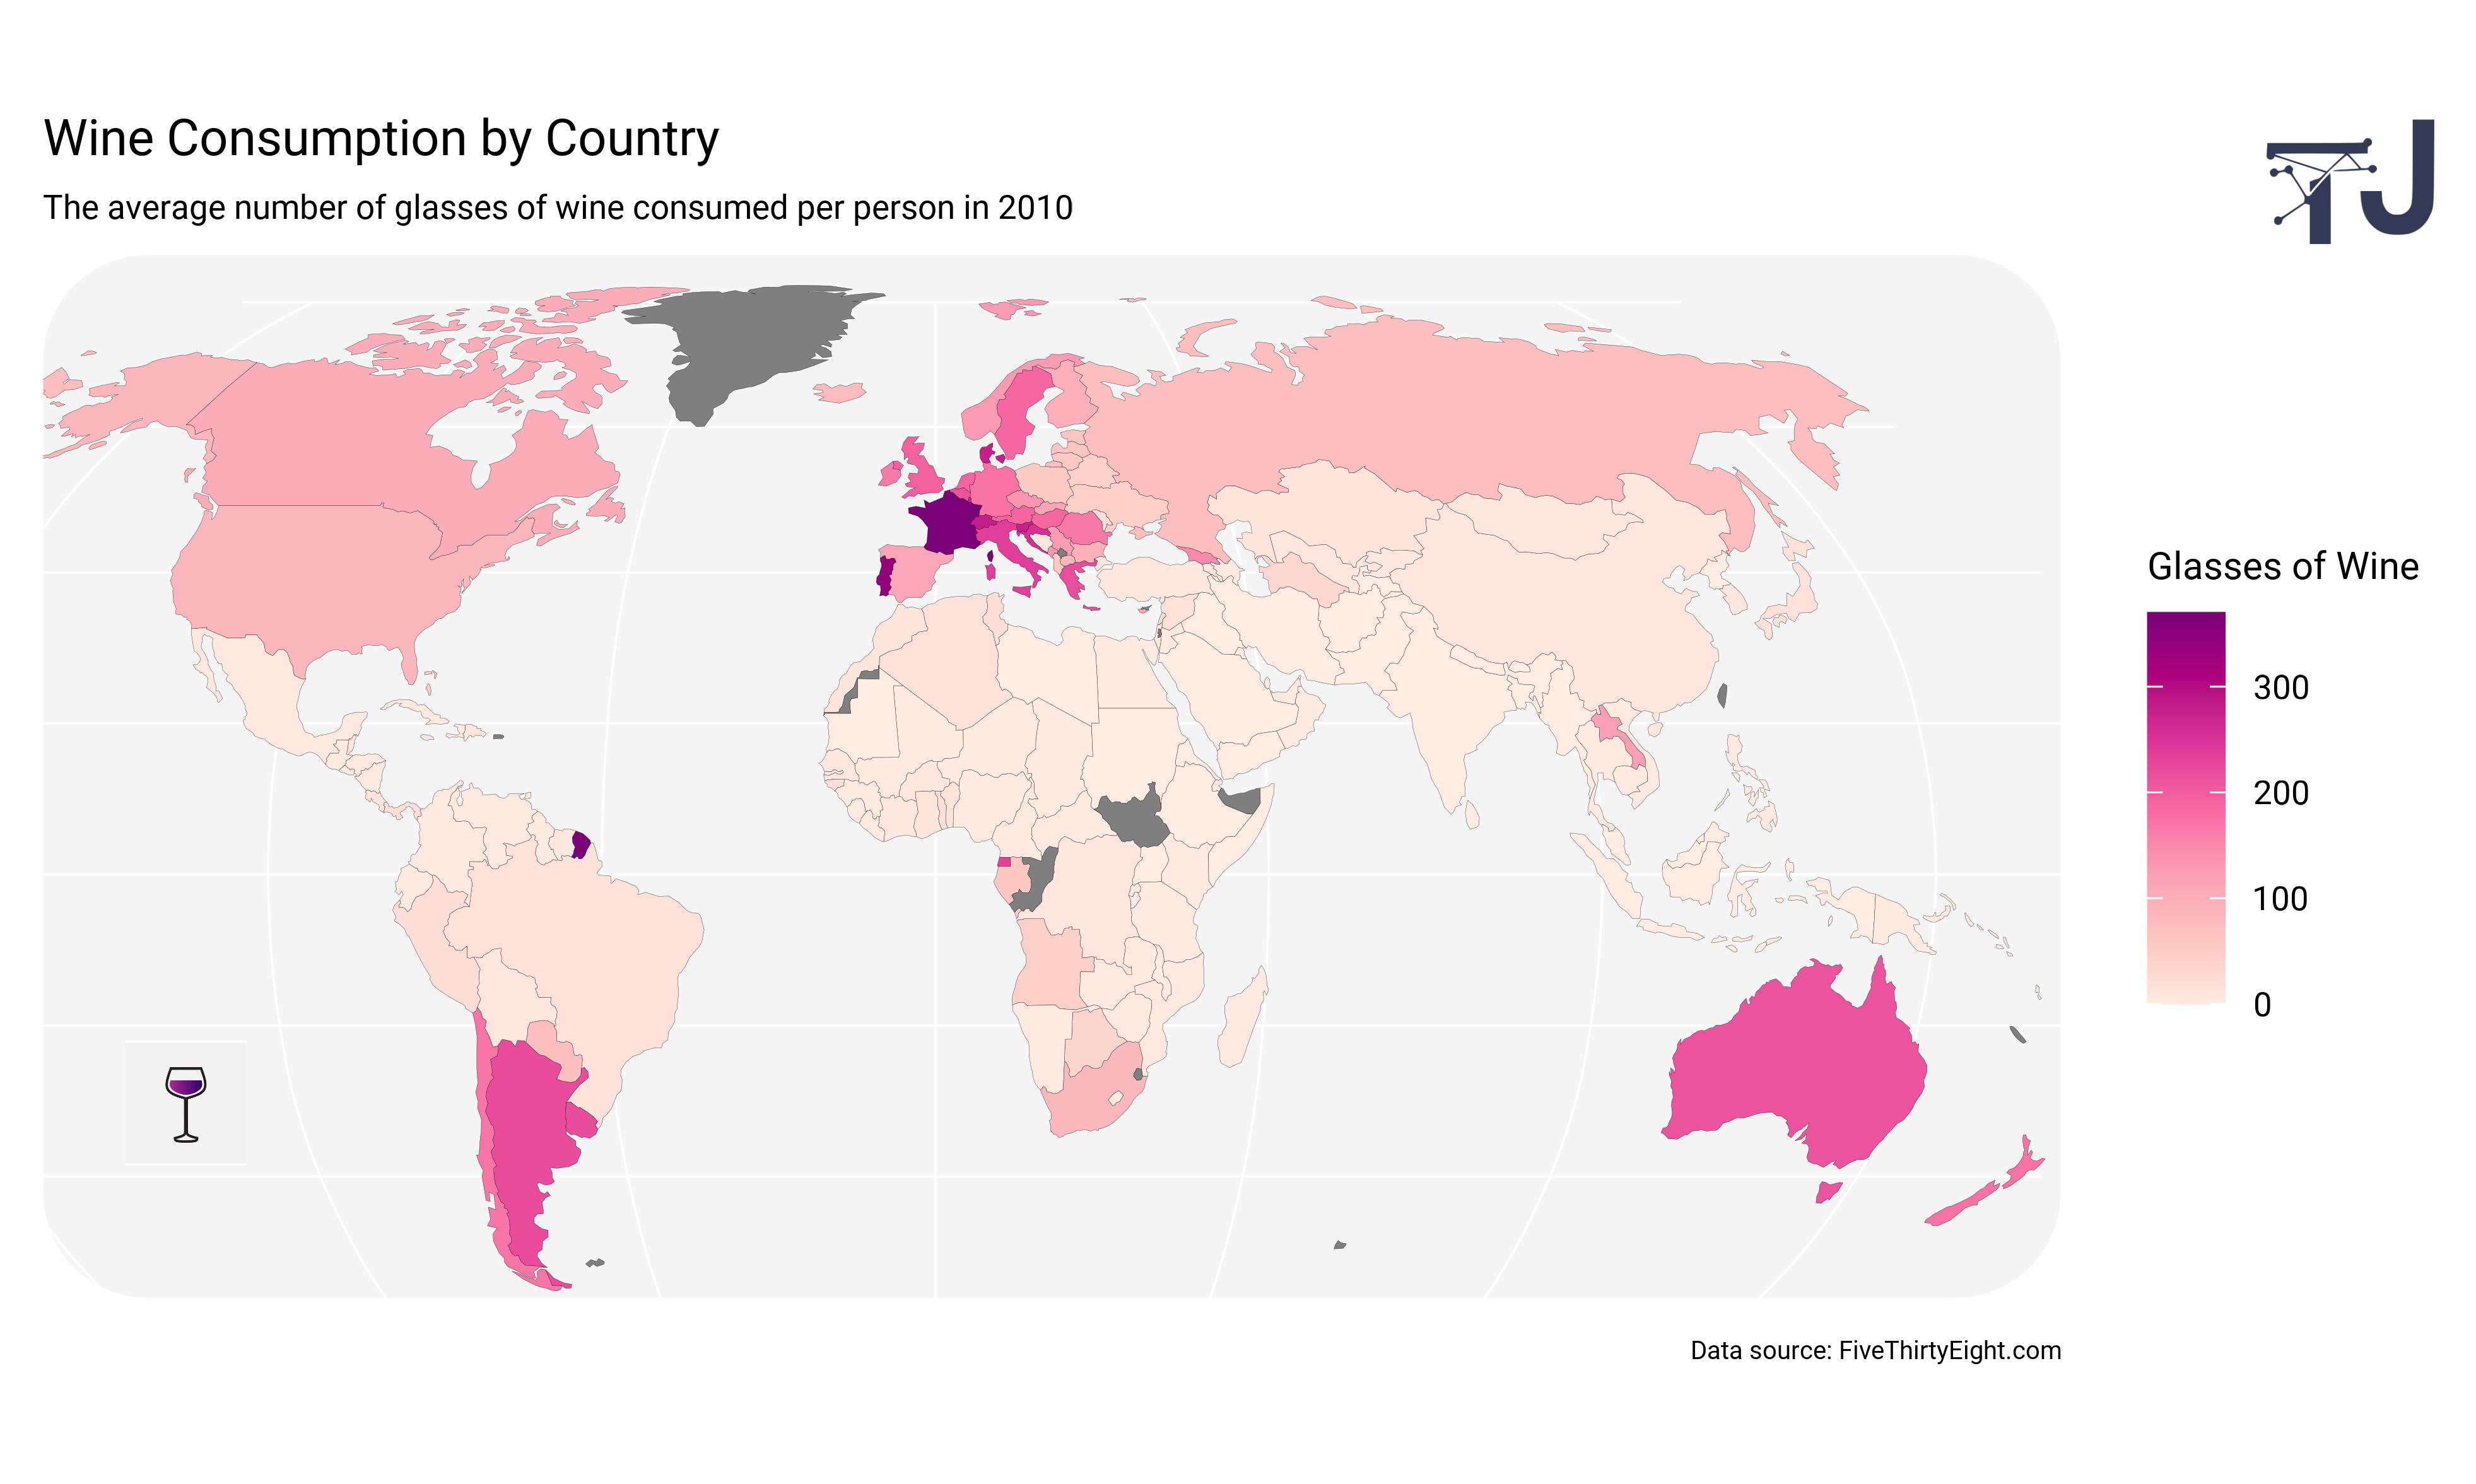 Wine Consumption by Country
The average number of glasses of wine consumed per person in 2010
TJ
Glasses of Wine
300
200
100
0
Data source: FiveThirtyEight.com